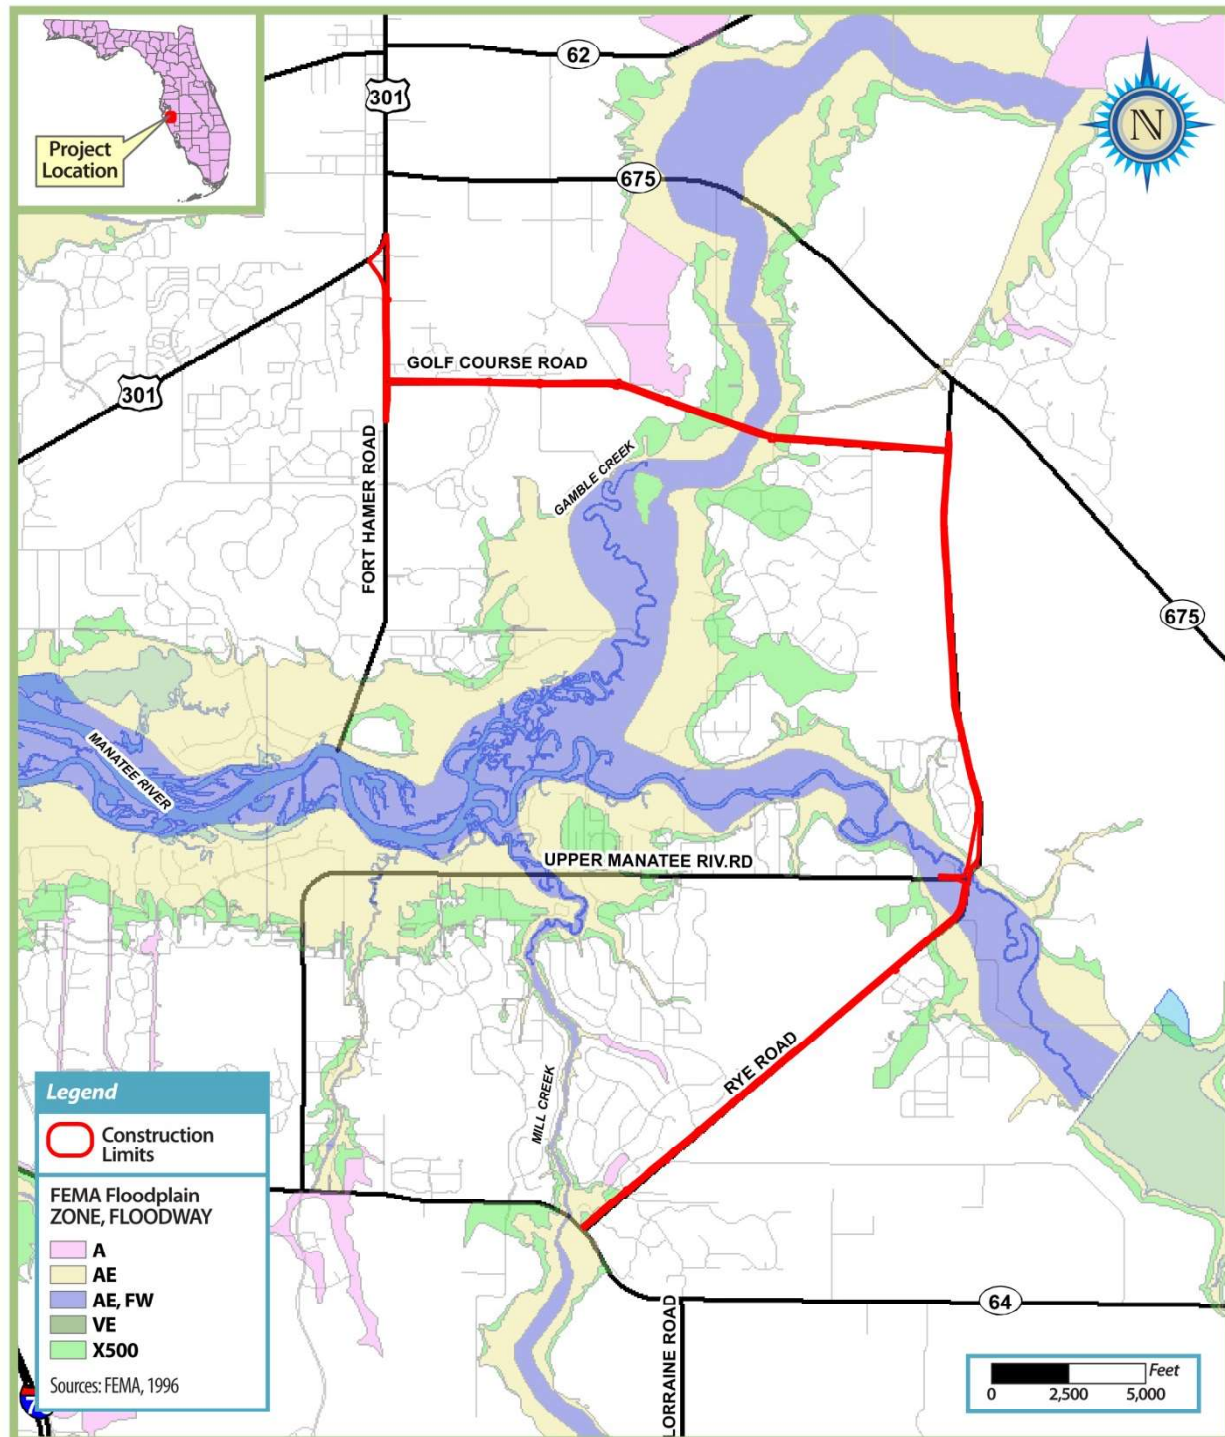 Project
Location
62
301
675
N
301
GOLF COURSE ROAD
FORT HAMER ROAD
GAMBLE CREEK
675
MANATEE RIVER
UPPER MANATEE RIV.RD
RYE ROAD
MILL CREEK
64
LORRAINE ROAD
Legend
Construction
Limits
FEMA Floodplain
ZONE, FLOODWAY
A
AE
AE, FW
VE
X500
Sources: FEMA, 1996
Feet
0 2,500 5,000